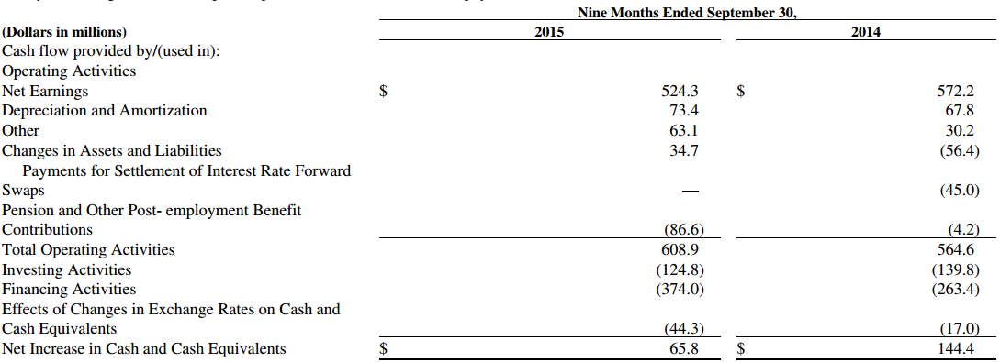 Nine Months Ended September 30,
(Dollars in millions) 2015 2014
Cash flow provided by/(used in):
Operating Activities
Net Earnings $ 524.3 $ 572.2
Depreciation and Amortization 73.4 67.8
Other 63.1 30.2
Changes in Assets and Liabilities 34.7 (56.4)
Payments for Settlement of Interest Rate Forward
Swaps — (45.0)
Pension and Other Post- employment Benefit
Contributions (86.6) (4.2)
Total Operating Activities 608.9 564.6
Investing Activities (124.8) (139.8)
Financing Activities (374.0) (263.4)
Effects of Changes in Exchange Rates on Cash and
Cash Equivalents (44.3) (17.0)
Net Increase in Cash and Cash Equivalents $ 65.8 $ 144.4